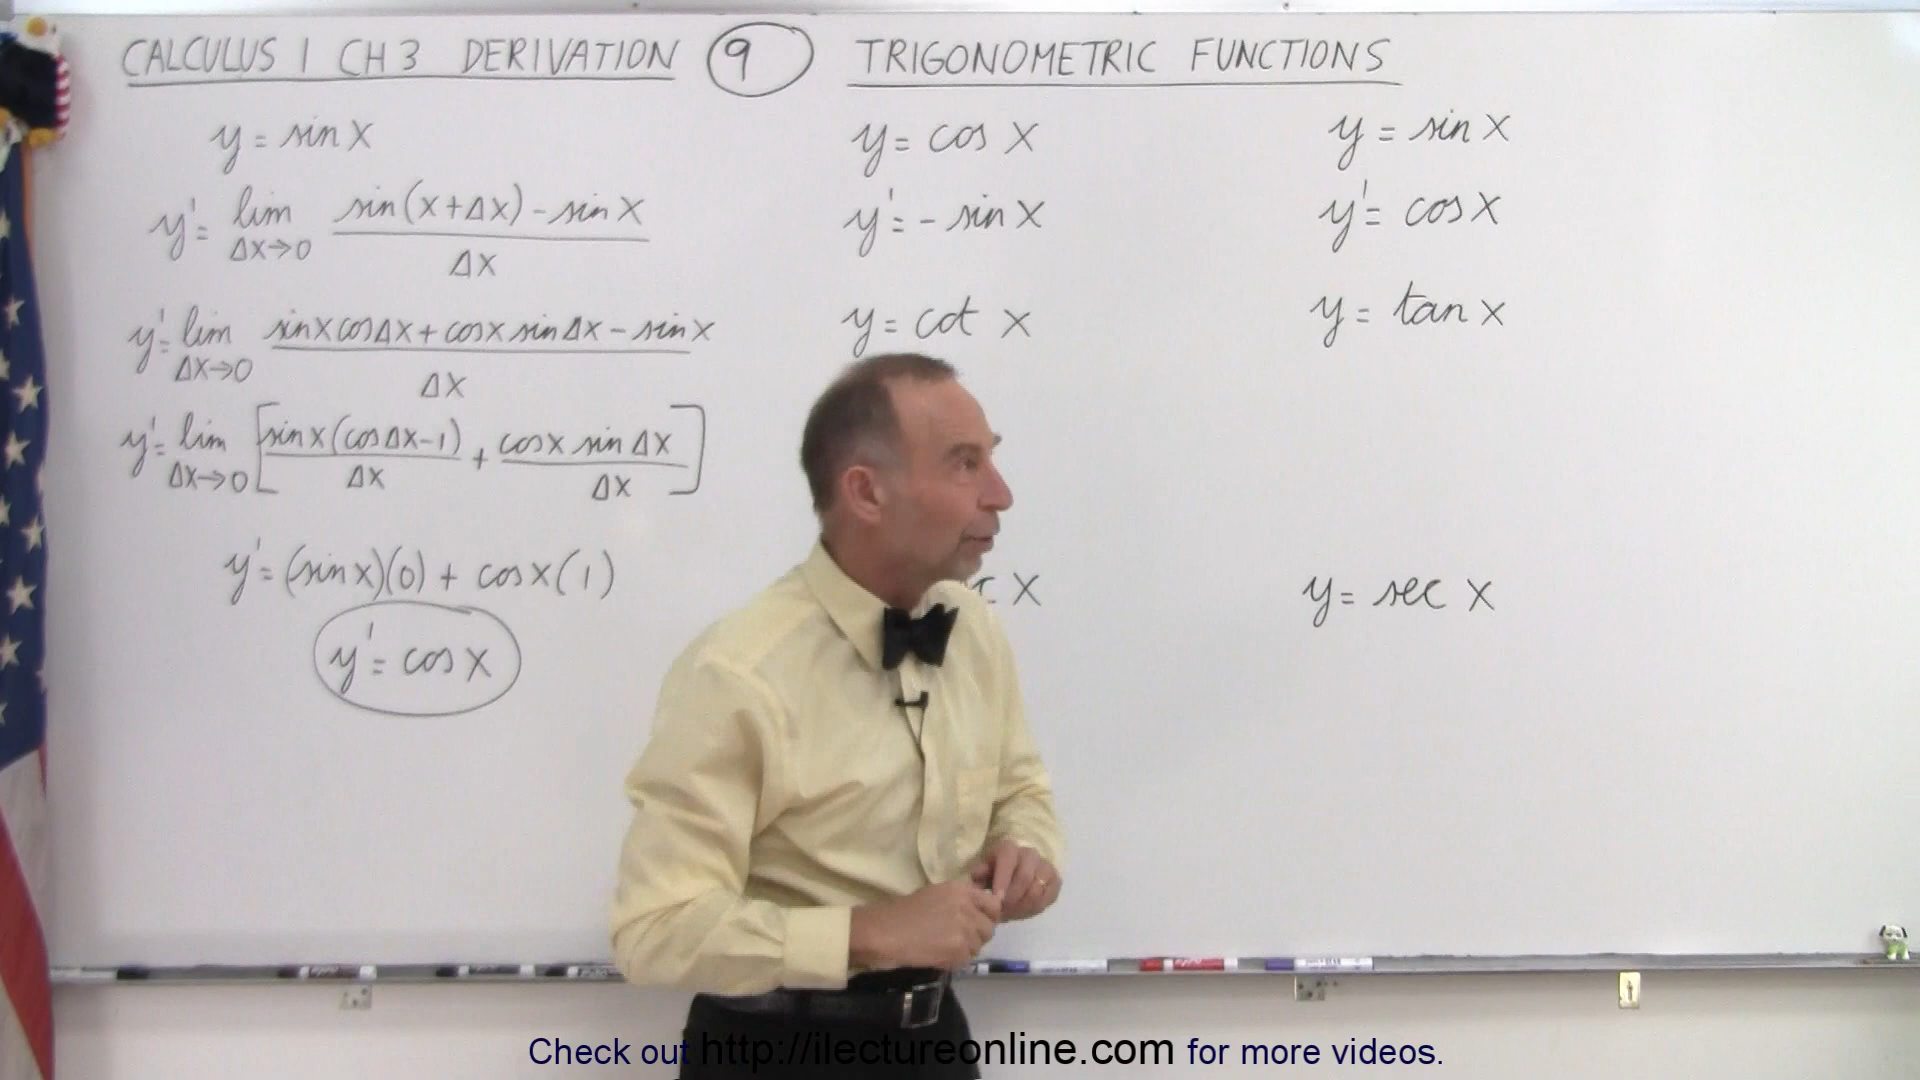 CALCULUS 1 CH 3 DERIVATION 9 TRIGONOMETRIC FUNCTIONS
y = sin x
y' = lim Δx→0 sin(x+Δx) - sin x / Δx
y' = lim Δx→0 sin x cos Δx + cos x sin Δx - sin x / Δx
y' = lim Δx→0 [ sin x (cos Δx - 1) / Δx + cos x sin Δx / Δx ]
y' = (sin x)(0) + cos x (1)
y' = cos x
y = cos x
y' = - sin x
y = cot x
x
y = sin x
y' = cos x
y = tan x
y = sec x
Check out http://ilectureonline.com for more videos.